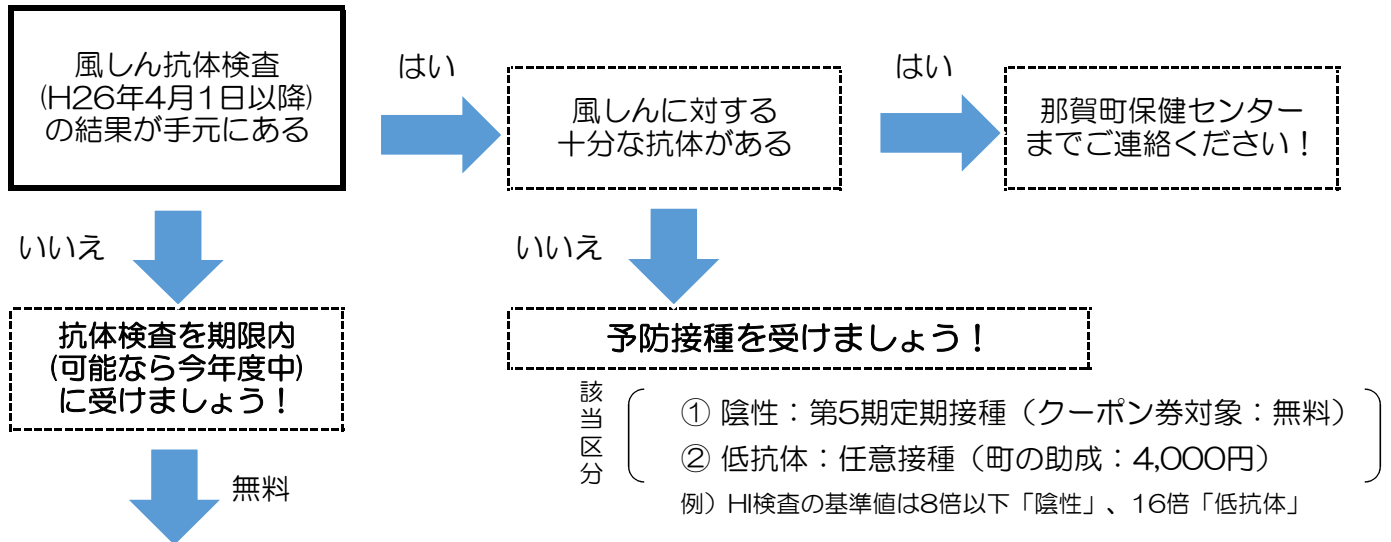 風しん抗体検査
(H26年4月1日以降)
の結果が手元にある
はい
風しんに対する
十分な抗体がある
はい
那賀町保健センター
までご連絡ください！
いいえ
いいえ
抗体検査を期限内
(可能なら今年度中)
に受けましょう！
予防接種を受けましょう！
該当区分
① 陰性：第5期定期接種（クーポン券対象：無料）
② 低抗体：任意接種（町の助成：4,000円）
例）HI検査の基準値は8倍以下「陰性」、16倍「低抗体」
無料